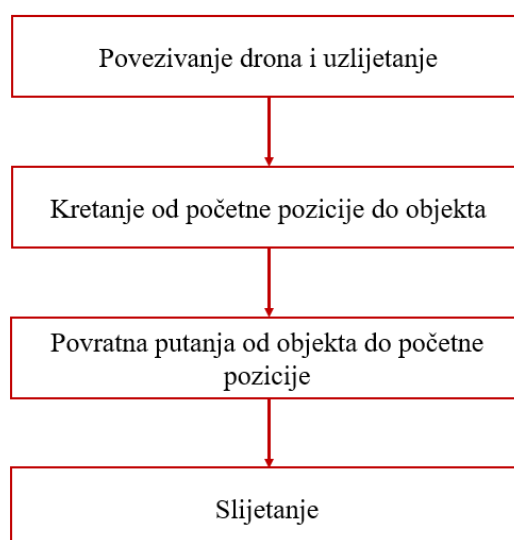 Povezivanje drona i uzlijetanje
Kretanje od početne pozicije do objekta
Povratna putanja od objekta do početne
pozicije
Slijetanje